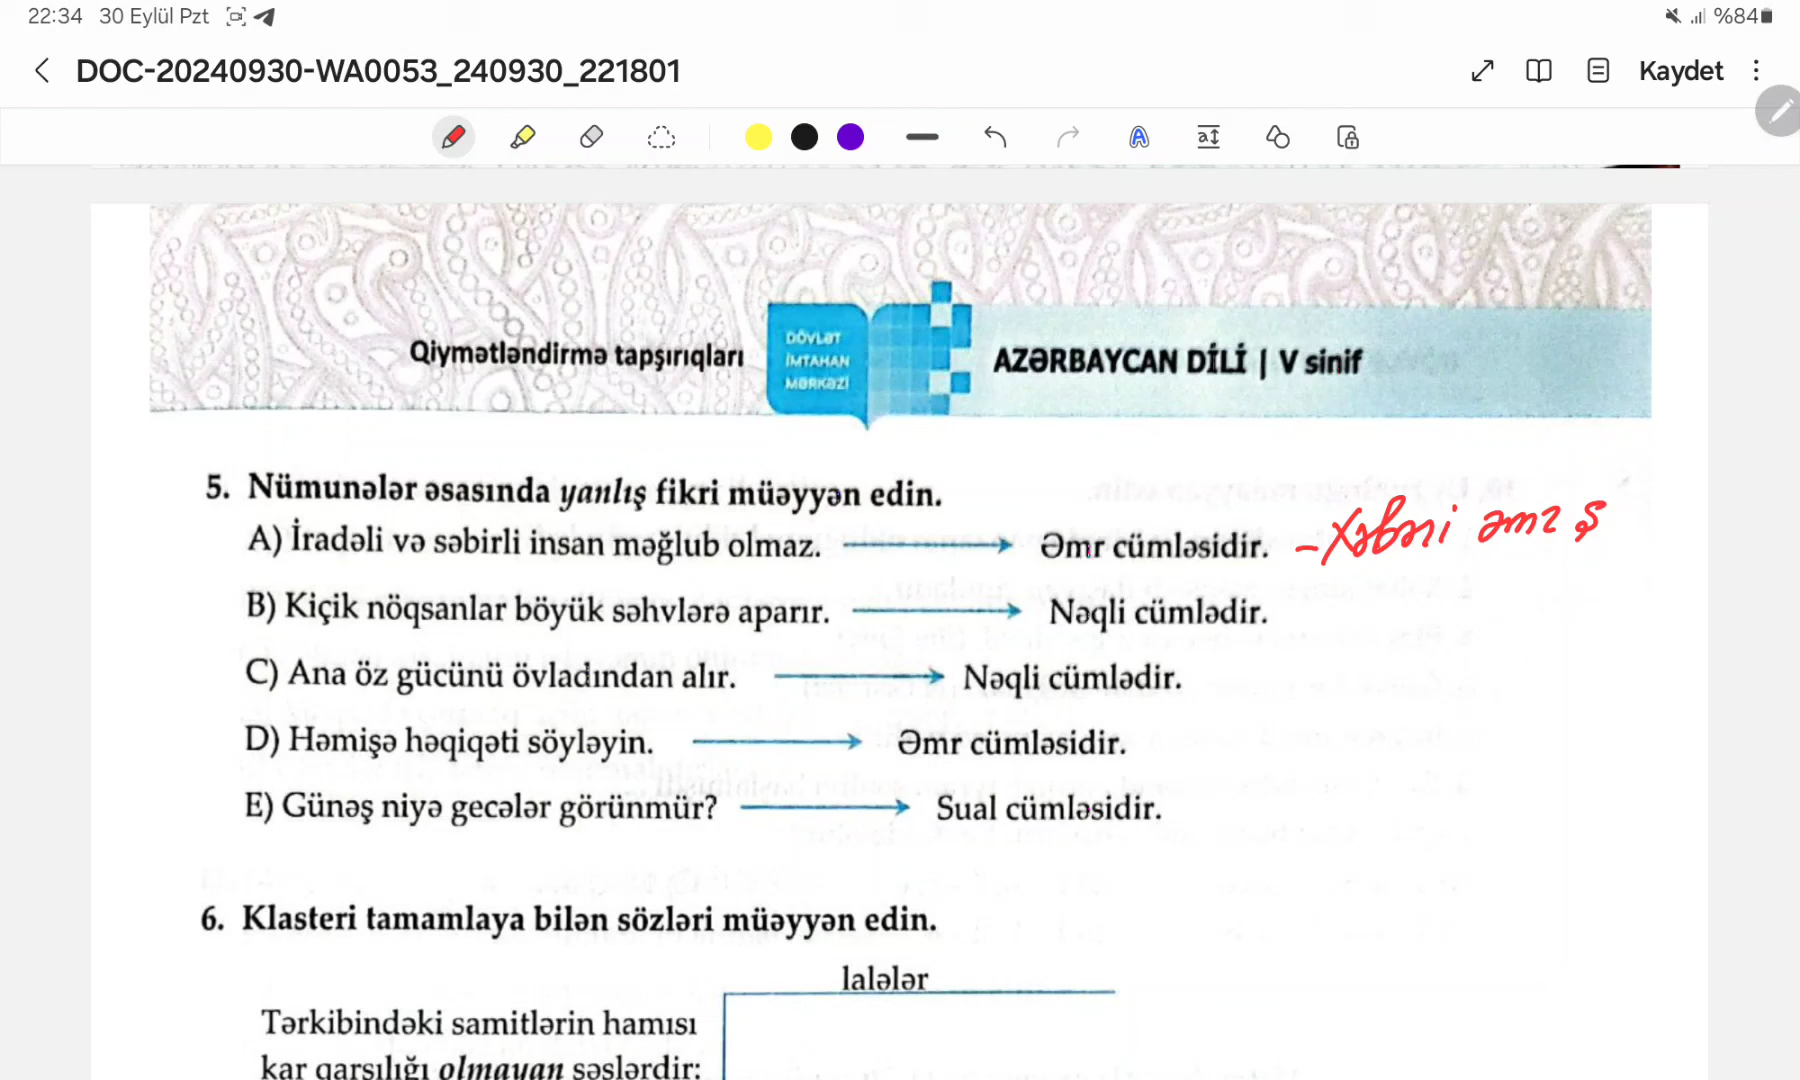 22:34 30 Eylül Pzt %84
DOC-20240930-WA0053_240930_221801 Kaydet
Qiymətləndirmə tapşırıqları
DÖVLƏT
İMTAHAN
MƏRKƏZİ
AZƏRBAYCAN DİLİ | V sinif
5. Nümunələr əsasında yanlış fikri müəyyən edin.
A) İradəli və səbirli insan məğlub olmaz. Əmr cümləsidir. - Xəbəri əmr ş
B) Kiçik nöqsanlar böyük səhvlərə aparır. Nəqli cümlədir.
C) Ana öz gücünü övladından alır. Nəqli cümlədir.
D) Həmişə həqiqəti söyləyin. Əmr cümləsidir.
E) Günəş niyə gecələr görünmür? Sual cümləsidir.
6. Klasteri tamamlaya bilən sözləri müəyyən edin.
lalələr
Tərkibindəki samitlərin hamısı
kar qarşılığı olmayan səslərdir: